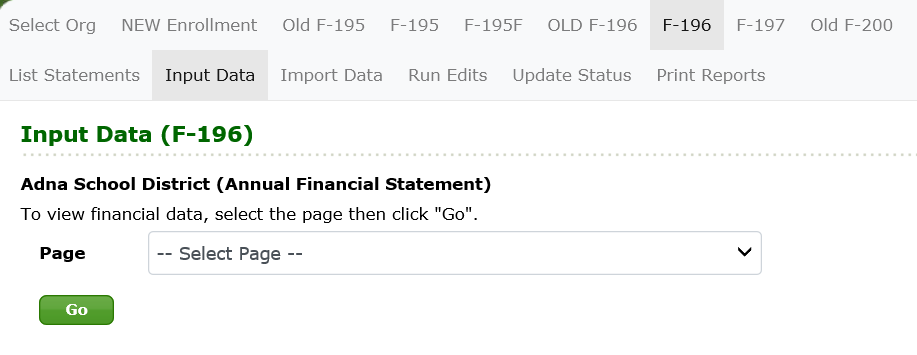 Select Org NEW Enrollment Old F-195 F-195 F-195F OLD F-196 F-196 F-197 Old F-200
List Statements Input Data Import Data Run Edits Update Status Print Reports
Input Data (F-196)
Adna School District (Annual Financial Statement)
To view financial data, select the page then click "Go".
Page -- Select Page --
Go